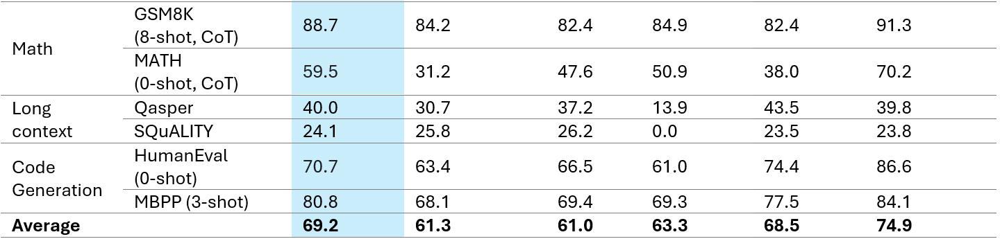 Math
GSM8K
(8-shot, CoT) 88.7 84.2 82.4 84.9 82.4 91.3
MATH
(0-shot, CoT) 59.5 31.2 47.6 50.9 38.0 70.2
Long
context
Qasper 40.0 30.7 37.2 13.9 43.5 39.8
SQuALITY 24.1 25.8 26.2 0.0 23.5 23.8
Code
Generation
HumanEval
(0-shot) 70.7 63.4 66.5 61.0 74.4 86.6
MBPP (3-shot) 80.8 68.1 69.4 69.3 77.5 84.1
Average 69.2 61.3 61.0 63.3 68.5 74.9